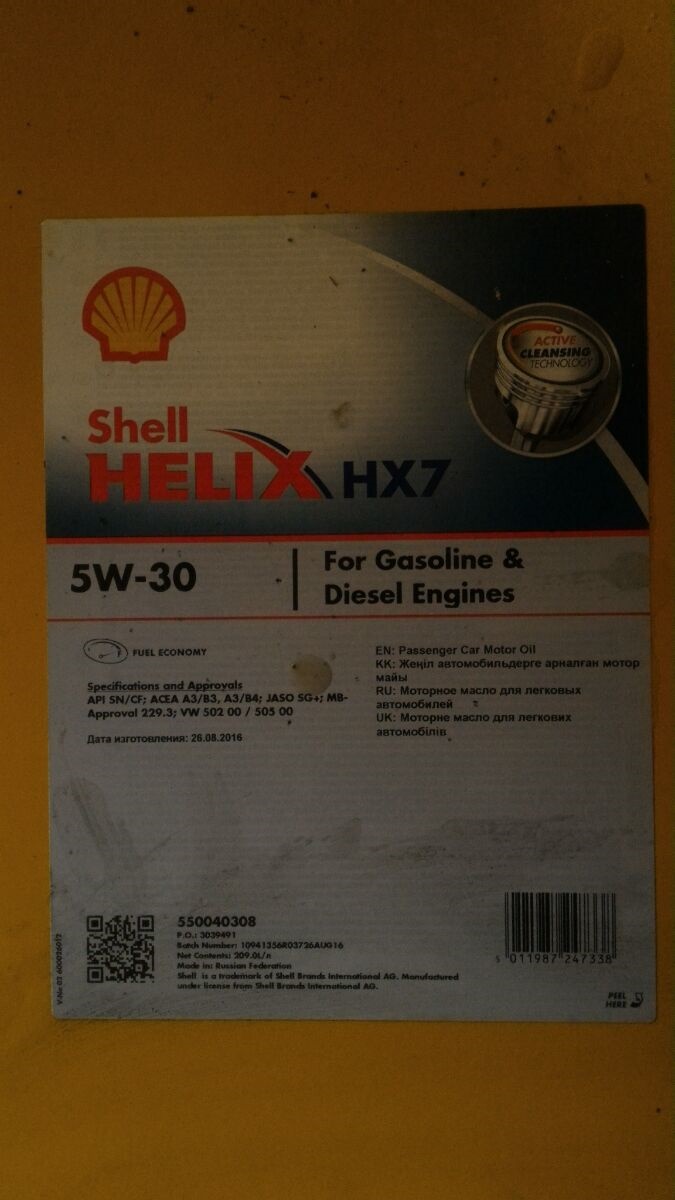 ACTIVE
CLEANSING
TECHNOLOGY
Shell
HELIX HX7
5W-30
For Gasoline &
Diesel Engines
FUEL ECONOMY
Specifications and Approvals
API SN/CF; ACEA A3/B3, A3/B4; JASO SG+; MB-
Approval 229.3; VW 502 00 / 505 00
Дата изготовления: 26.08.2016
EN: Passenger Car Motor Oil
KK: Жеңіл автомобильдерге арналған мотор
майы
RU: Моторное масло для легковых
автомобилей
UK: Моторне масло для легкових
автомобілів
550040308
P.O.: 3039491
Batch Number: 10941356R03726AUG16
Net Contents: 209.0L/л
Made in: Russian Federation
Shell is a trademark of Shell Brands International AG. Manufactured
under license from Shell Brands International AG.
5 011987 247338
PEEL
HERE